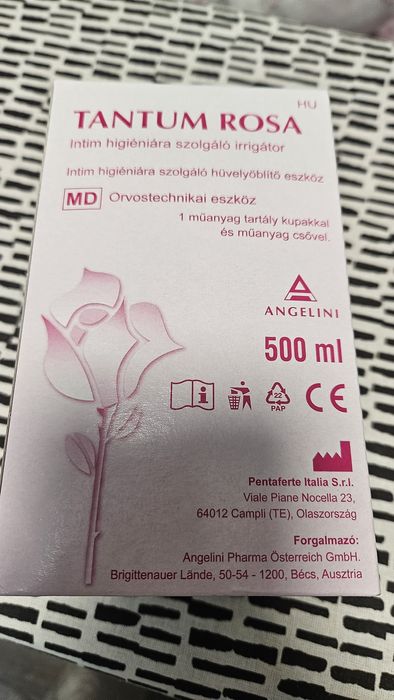 HU
TANTUM ROSA
Intim higiéniára szolgáló irrigátor
Intim higiéniára szolgáló hüvelyöblítő eszköz
MD Orvostechnikai eszköz
1 műanyag tartály kupakkal
és műanyag csővel.
ANGELINI
500 ml
i
22
PAP
CE
Pentaferte Italia S.r.l.
Viale Piane Nocella 23,
64012 Campli (TE), Olaszország
Forgalmazó:
Angelini Pharma Österreich GmbH.
Brigittenauer Lände, 50-54 - 1200, Bécs, Ausztria